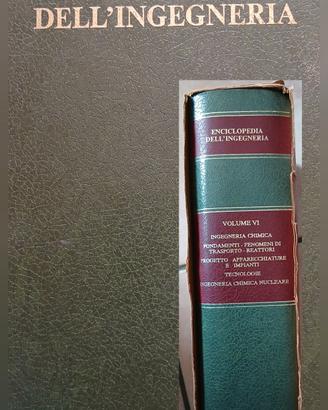 DELL'INGEGNERIA
ENCICLOPEDIA
DELL'INGEGNERIA
VOLUME VI
INGEGNERIA CHIMICA
FONDAMENTI - FENOMENI DI
TRASPORTO - REATTORI
PROGETTO APPARECCHIATURE
E IMPIANTI
TECNOLOGIE
INGEGNERIA CHIMICA NUCLEARE